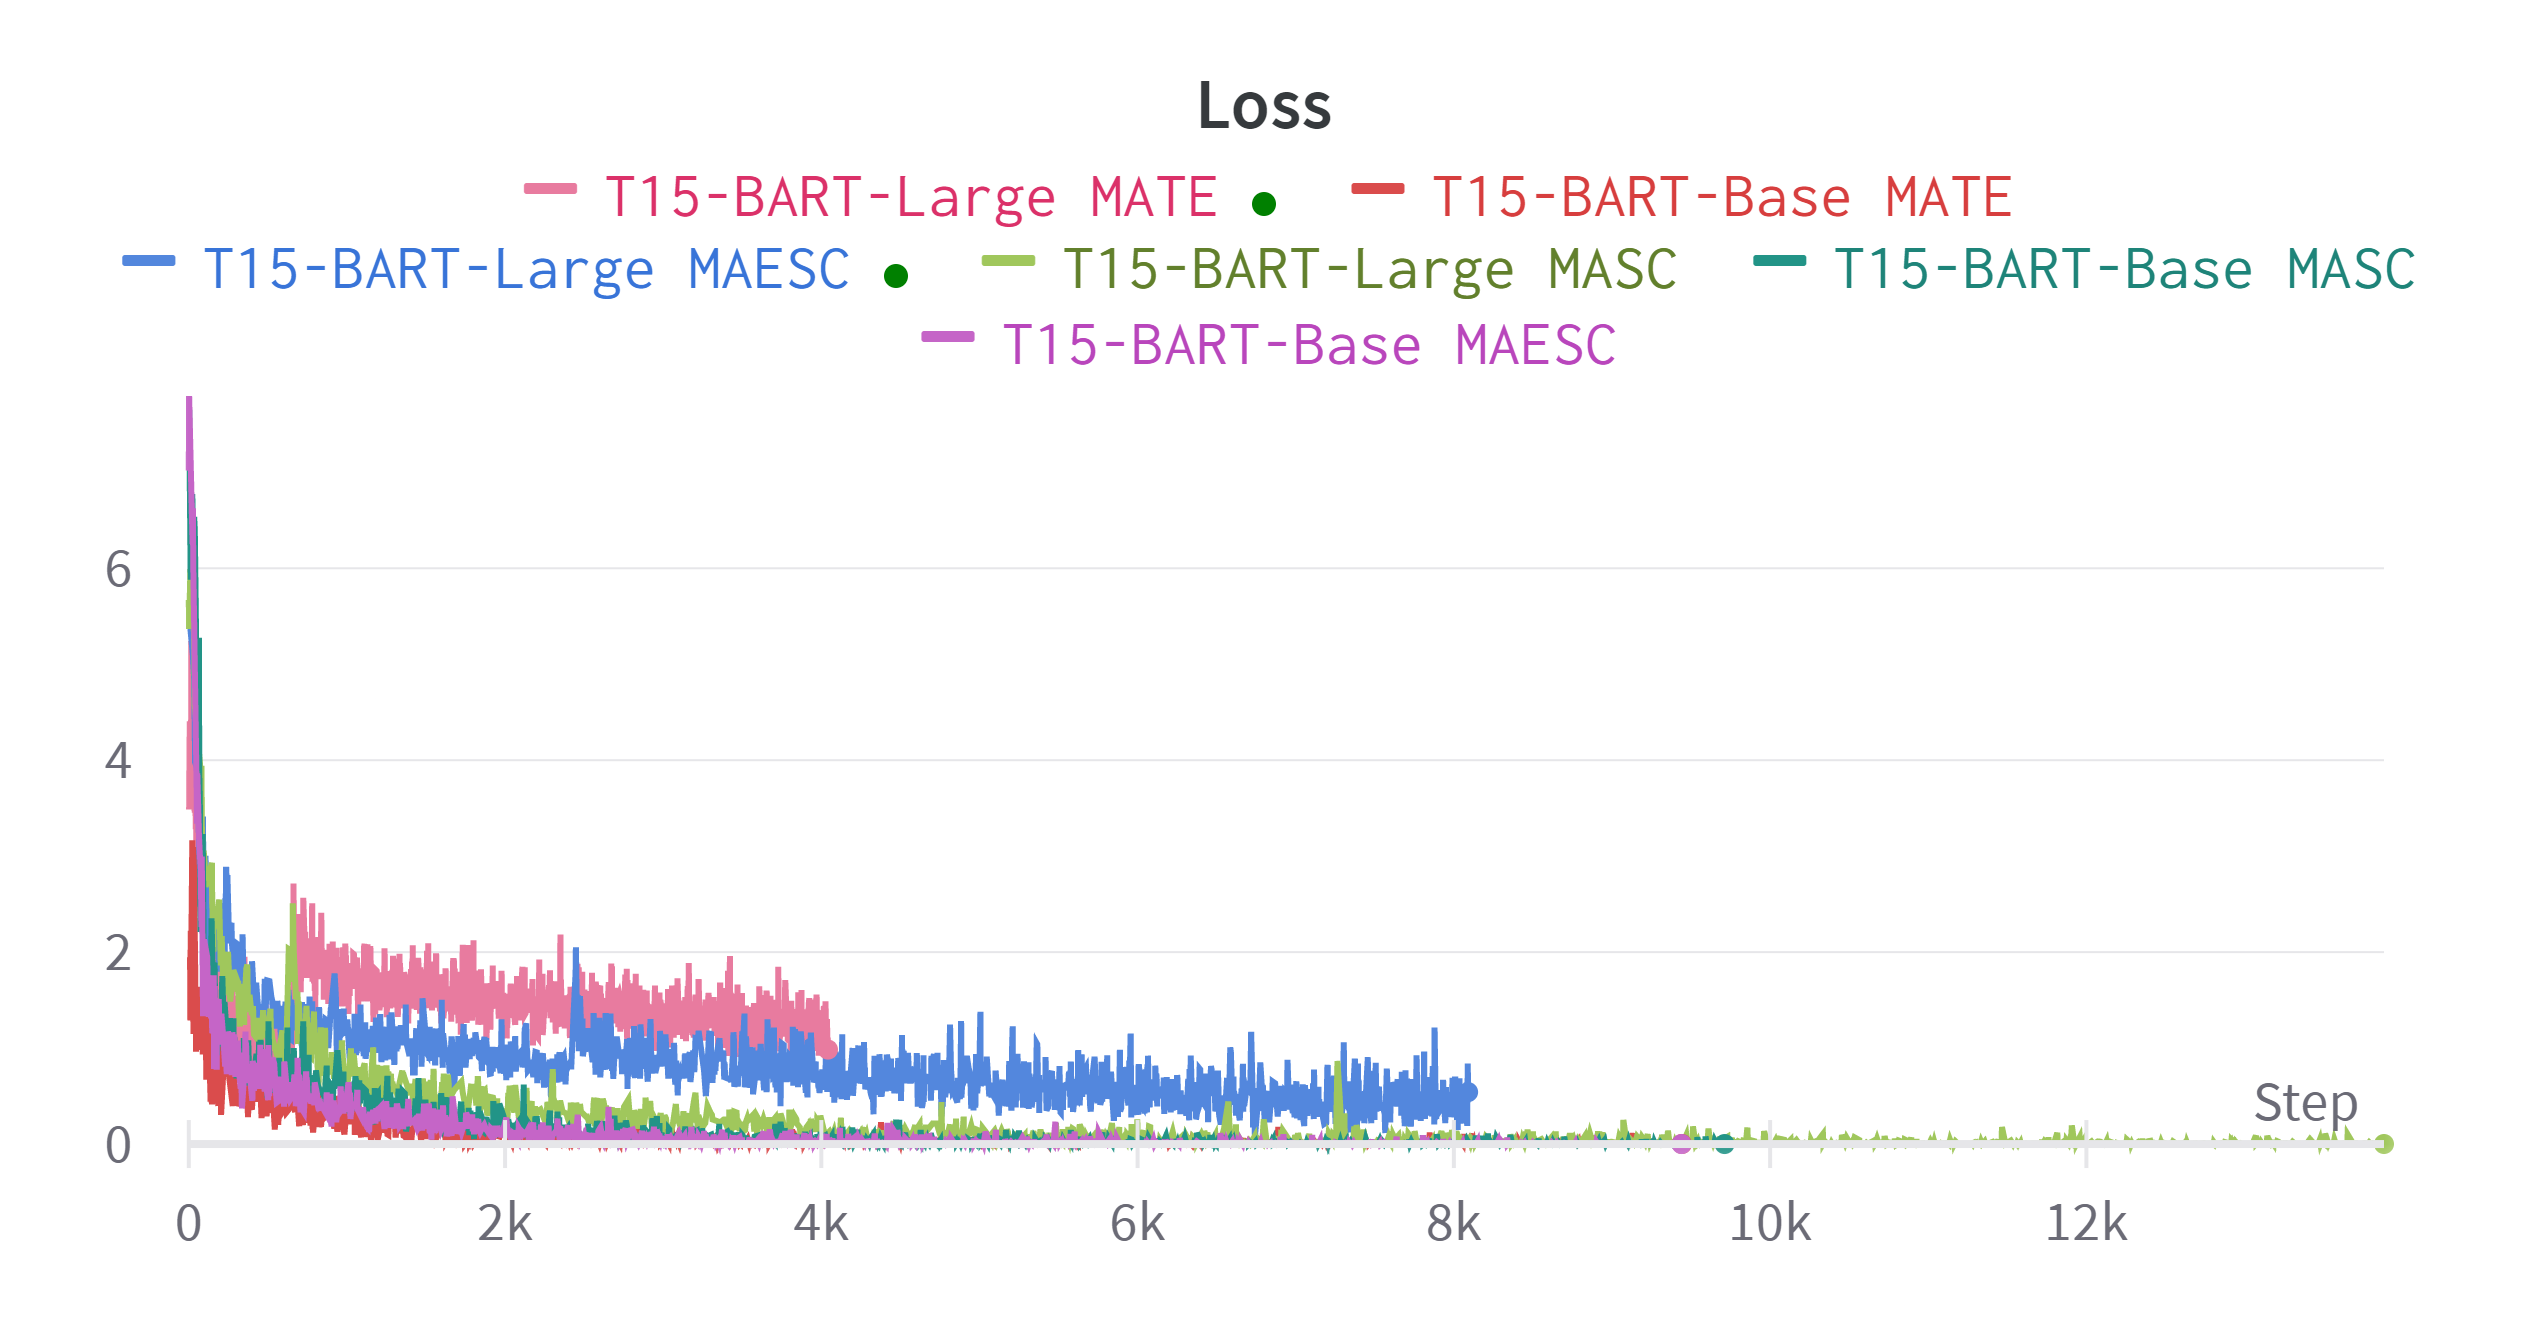 Loss
T15-BART-Large MATE T15-BART-Base MATE
T15-BART-Large MAESC T15-BART-Large MASC T15-BART-Base MASC
T15-BART-Base MAESC
6
4
2
0
Step
0 2k 4k 6k 8k 10k 12k